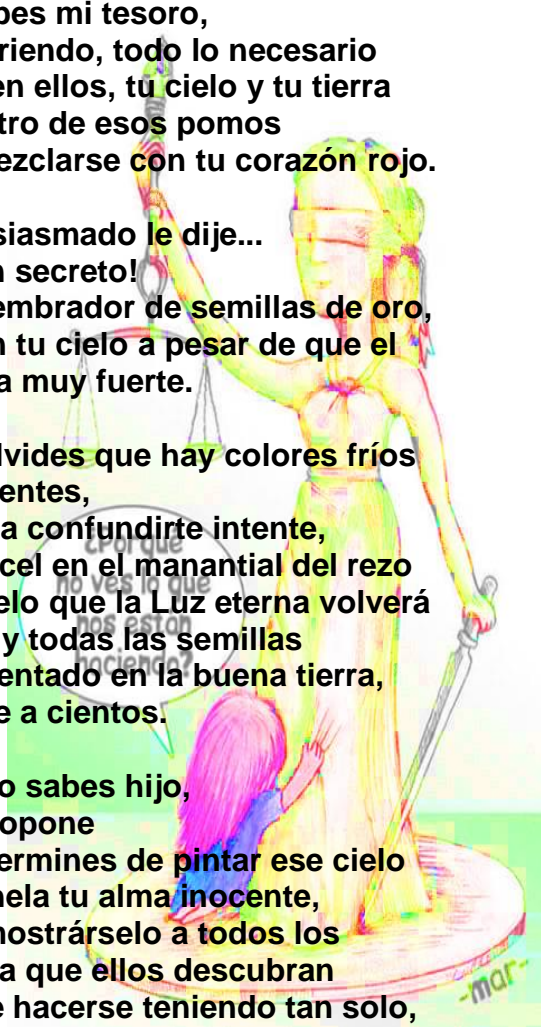 bes mi tesoro,
riendo, todo lo necesario
en ellos, tu cielo y tu tierra
tro de esos pomos
ezclarse con tu corazón rojo.
siasmado le dije...
n secreto!
embrador de semillas de oro,
n tu cielo a pesar de que el
a muy fuerte.
lvides que hay colores fríos
entes,
a confundirte intente,
cel en el manantial del rezo
elo que la Luz eterna volverá
y todas las semillas
entado en la buena tierra,
e a cientos.
o sabes hijo,
opone
ermines de pintar ese cielo
nela tu alma inocente,
nostrárselo a todos los
a que ellos descubran
e hacerse teniendo tan solo,
¿Porque
no ves lo que
nos estan
haciendo?
-mar-